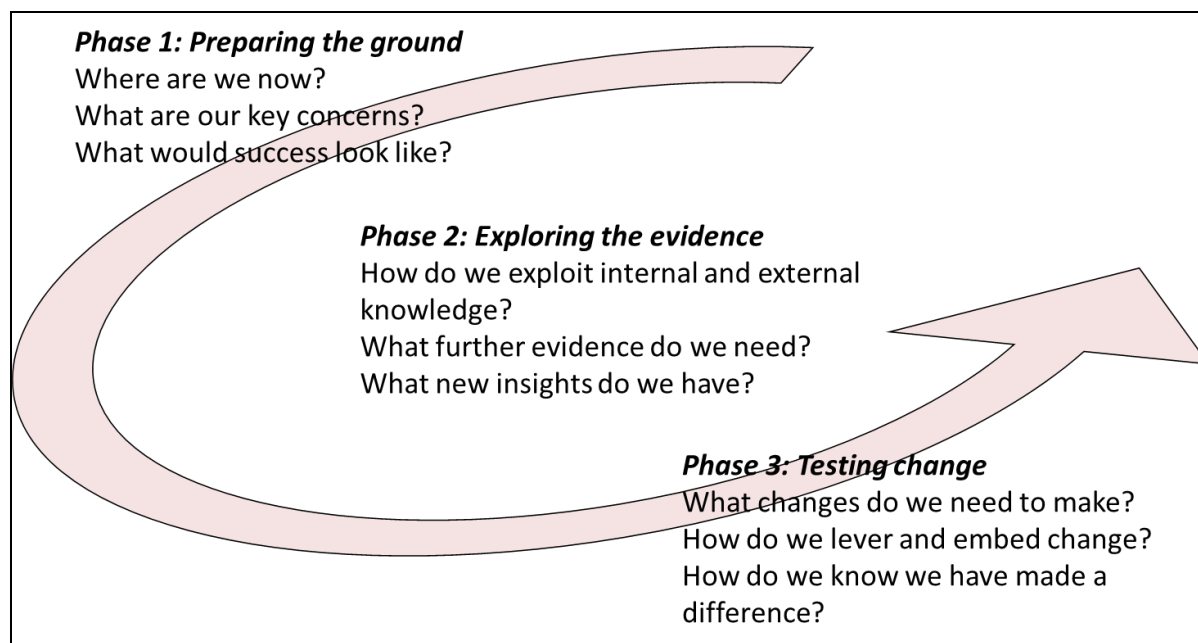 Phase 1: Preparing the ground
Where are we now?
What are our key concerns?
What would success look like?
Phase 2: Exploring the evidence
How do we exploit internal and external
knowledge?
What further evidence do we need?
What new insights do we have?
Phase 3: Testing change
What changes do we need to make?
How do we lever and embed change?
How do we know we have made a
difference?